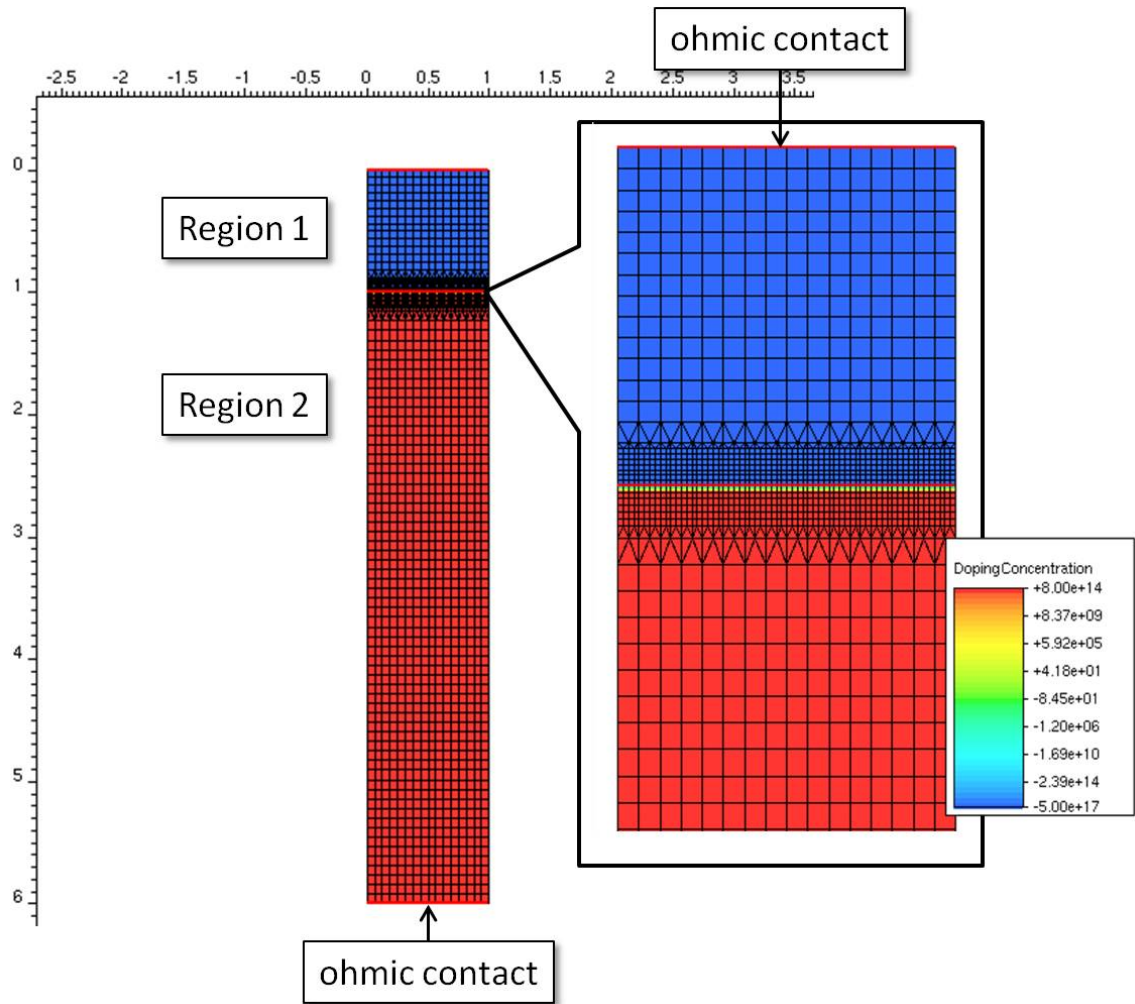 ohmic contact
-2.5 -2 -1.5 -1 -0.5 0 0.5 1 2 2.5 3 3.5
0
Region 1
1
Region 2
2
3
4
5
6
DopingConcentration
+8.00e+14
+8.37e+09
+5.92e+05
+4.18e+01
-8.45e+01
-1.20e+06
-1.69e+10
-2.39e+14
-5.00e+17
ohmic contact